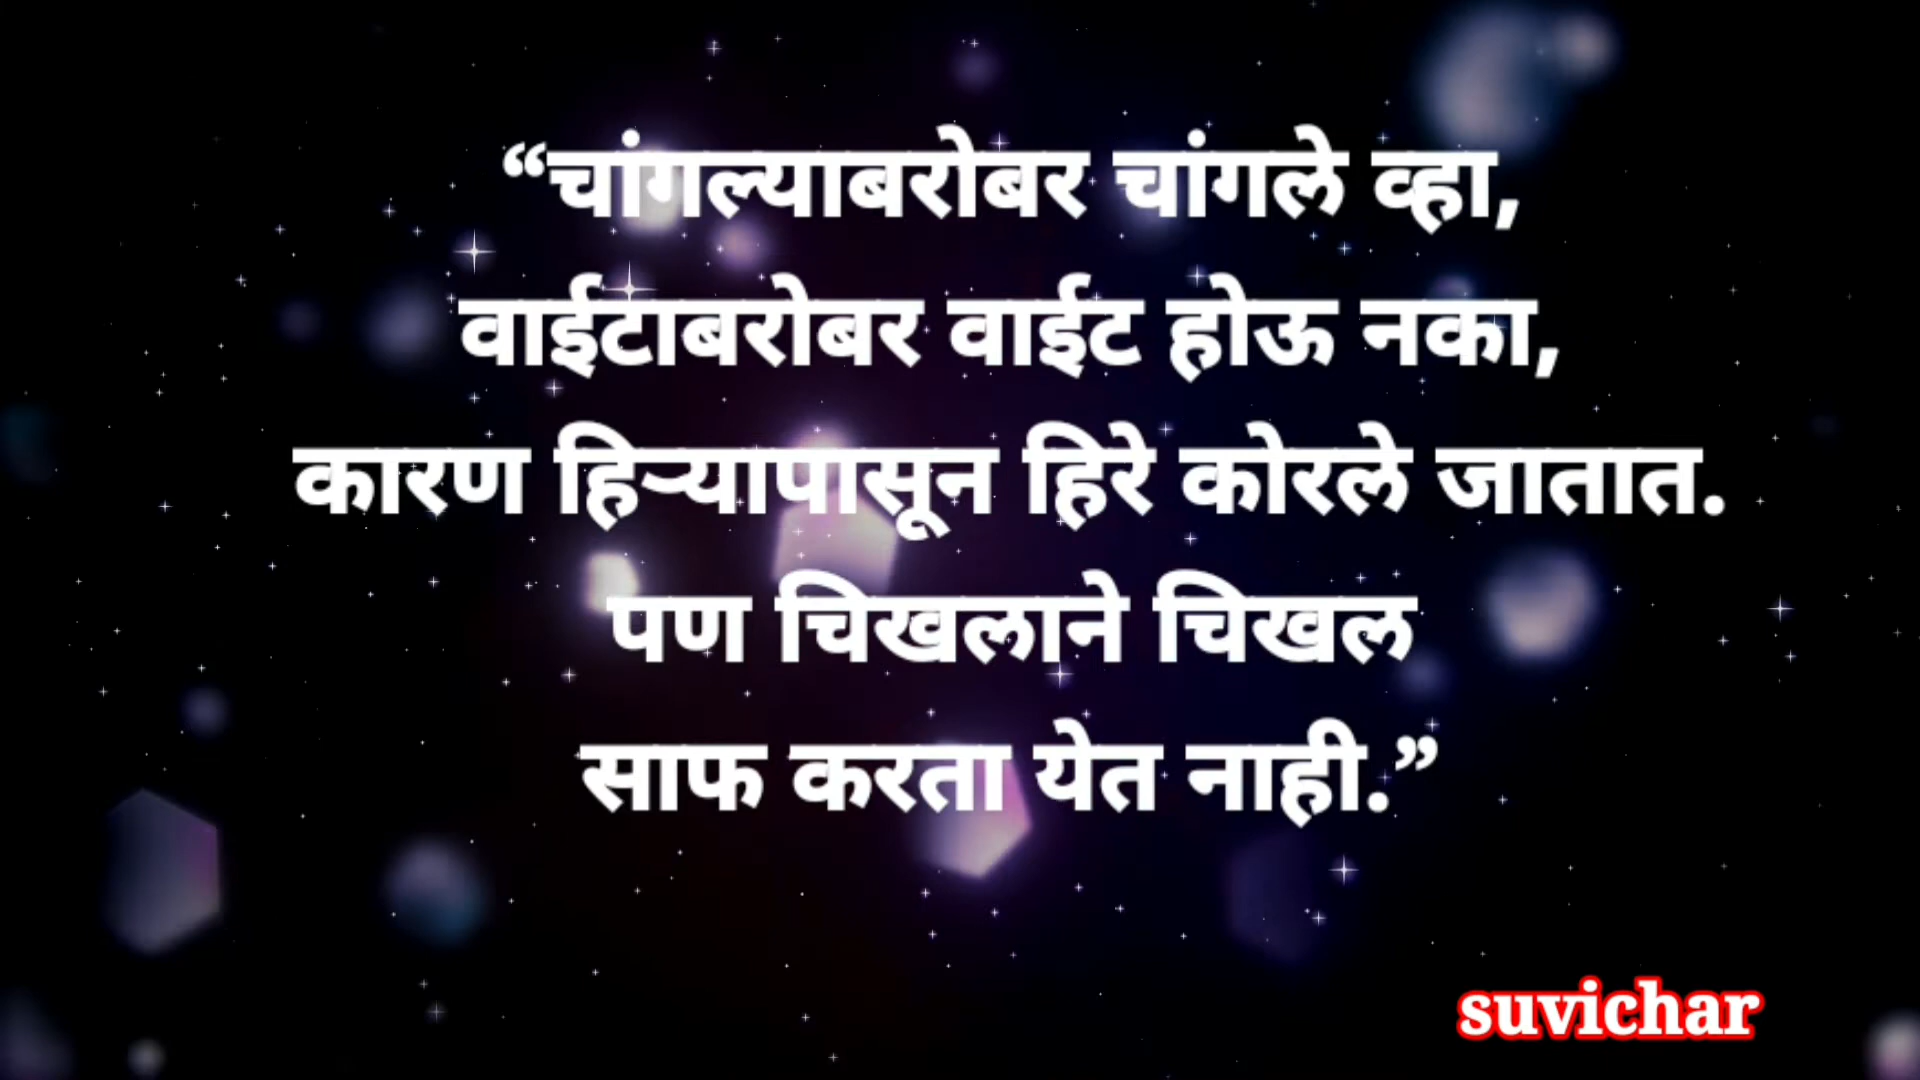 “चांगल्याबरोबर चांगले व्हा,
वाईटाबरोबर वाईट होऊ नका,
कारण हिऱ्यापासून हिरे कोरले जातात.
पण चिखलाने चिखल
साफ करता येत नाही.”
suvichar